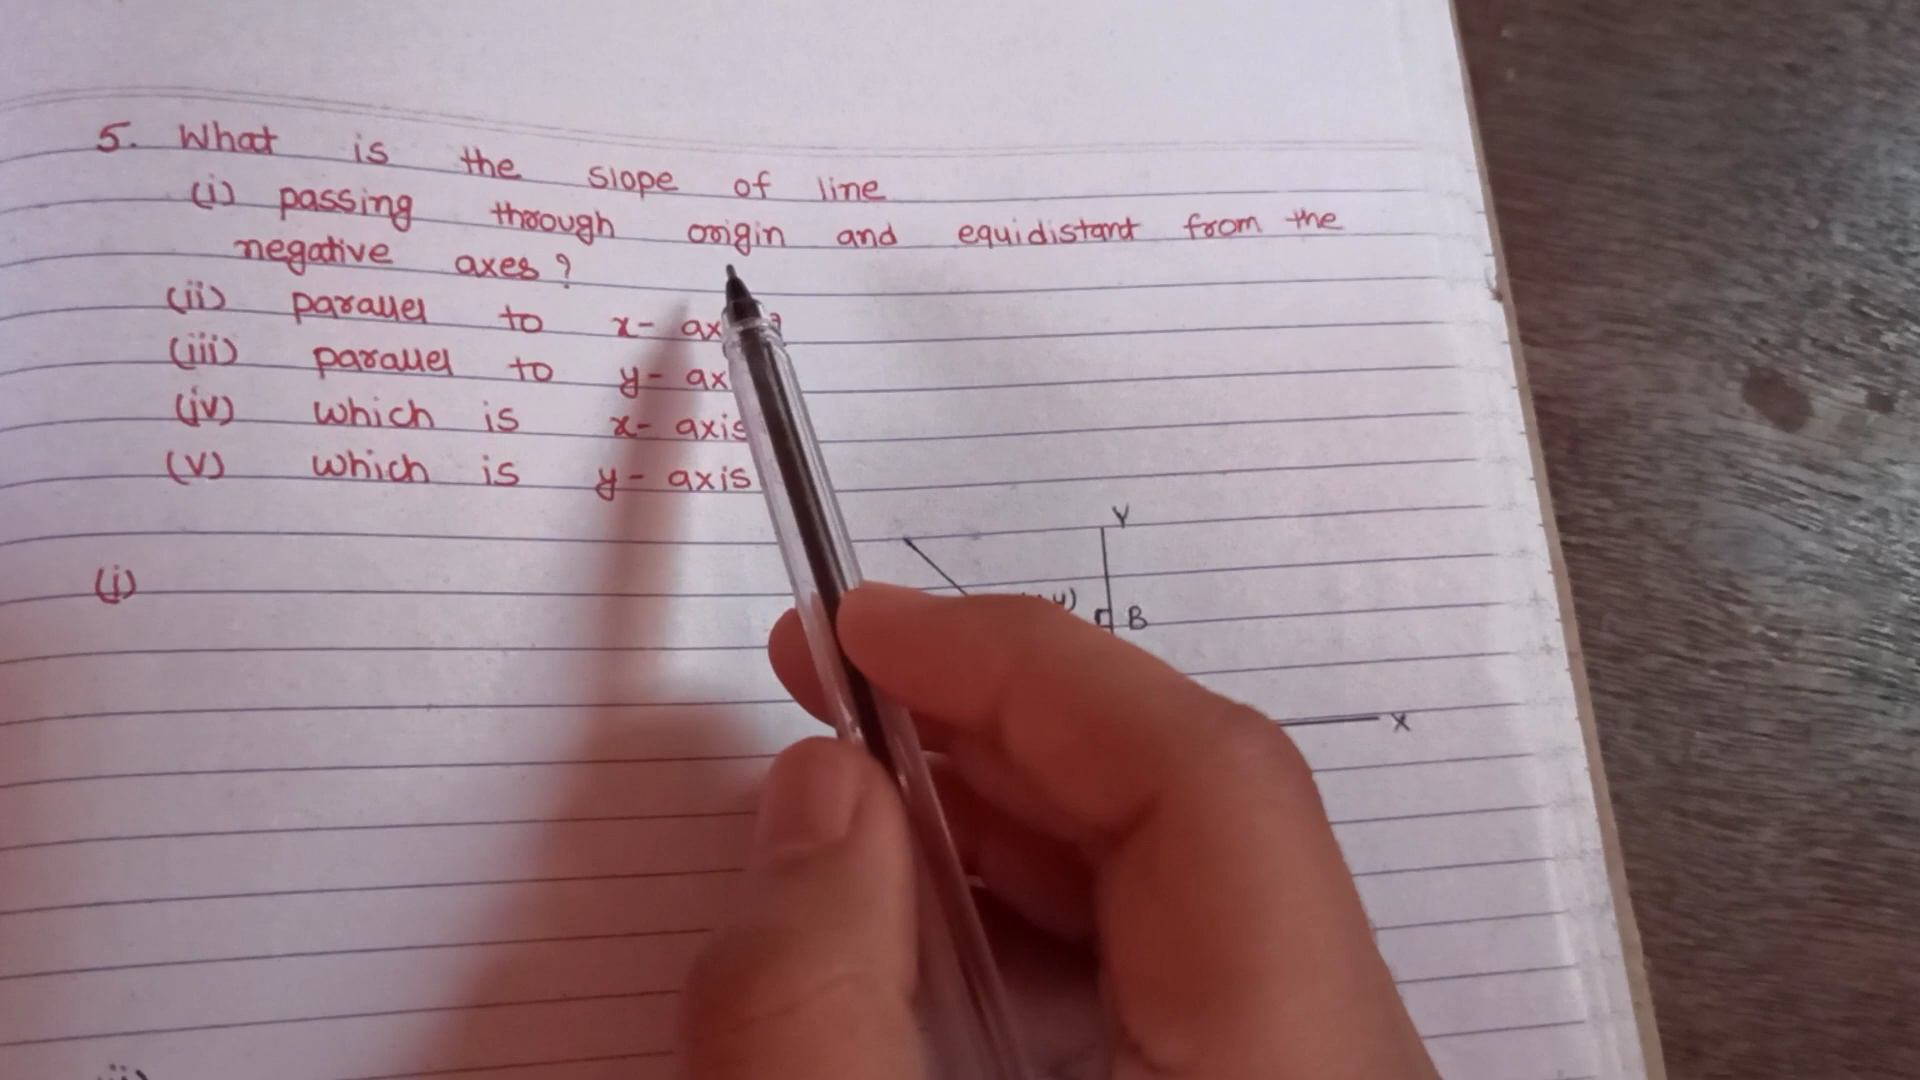 5. What is the slope of line
(i) passing through origin and equidistant from the
negative axes?
(ii) parallel to x- ax ?
(iii) parallel to y- ax
(iv) which is x- axis
(v) which is y- axis
Y
(i)
B
X